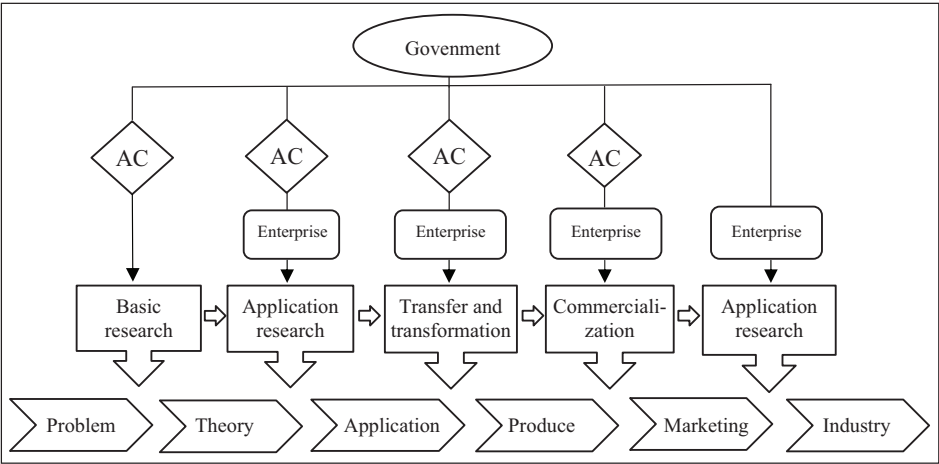 Govenment
AC
AC
AC
AC
Enterprise
Enterprise
Enterprise
Enterprise
Basic
research
Application
research
Transfer and
transformation
Commerciali-
zation
Application
research
Problem
Theory
Application
Produce
Marketing
Industry